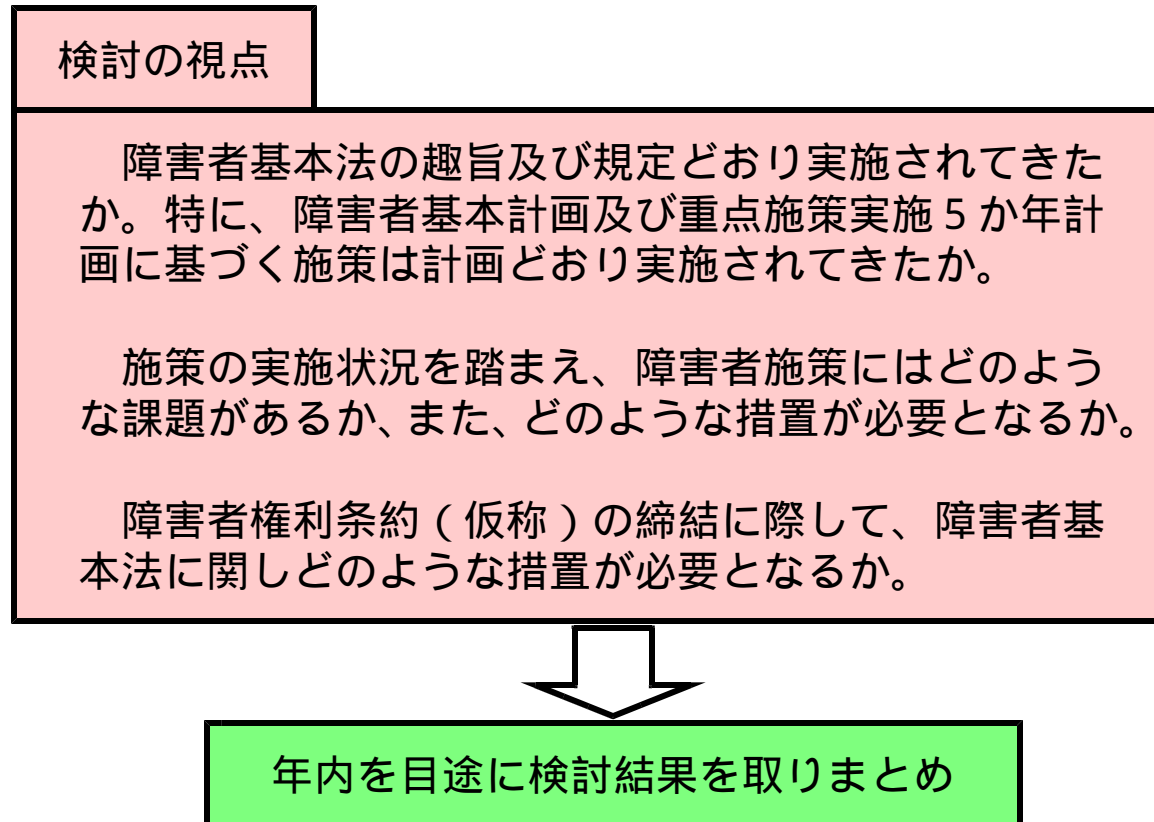 検討の視点
　障害者基本法の趣旨及び規定どおり実施されてきた
か。特に、障害者基本計画及び重点施策実施５か年計
画に基づく施策は計画どおり実施されてきたか。
　施策の実施状況を踏まえ、障害者施策にはどのよう
な課題があるか、また、どのような措置が必要となるか。
　障害者権利条約（仮称）の締結に際して、障害者基
本法に関しどのような措置が必要となるか。
年内を目途に検討結果を取りまとめ